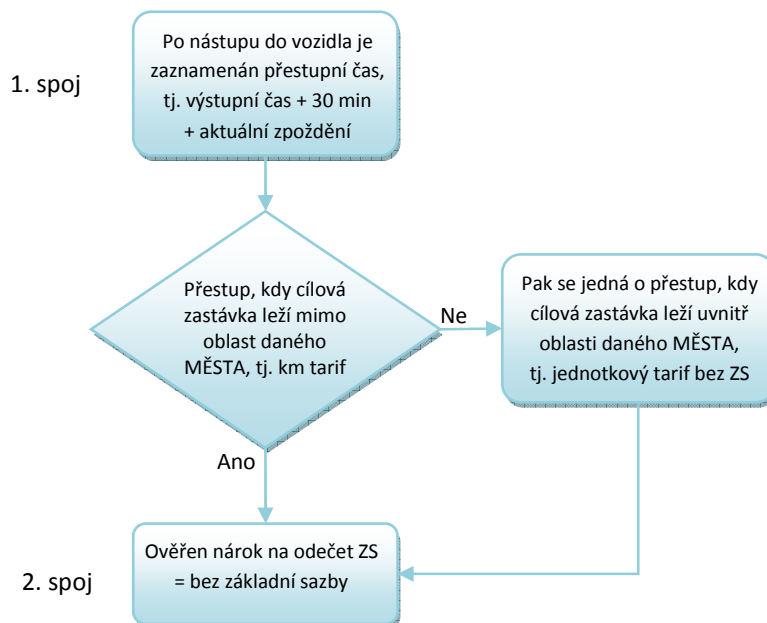 1. spoj
Po nástupu do vozidla je
zaznamenán přestupní čas,
tj. výstupní čas + 30 min
+ aktuální zpoždění
Přestup, kdy cílová
zastávka leží mimo
oblast daného
MĚSTA, tj. km tarif
Ne
Pak se jedná o přestup, kdy
cílová zastávka leží uvnitř
oblasti daného MĚSTA,
tj. jednotkový tarif bez ZS
Ano
2. spoj
Ověřen nárok na odečet ZS
= bez základní sazby